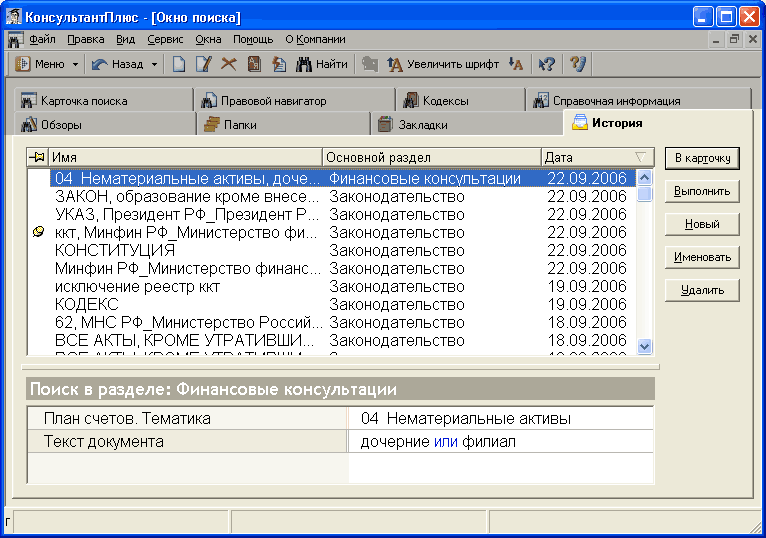 КонсультантПлюс - [Окно поиска]
Файл Правка Вид Сервис Окна Помощь О Компании
Меню Назад Найти Увеличить шрифт
Карточка поиска Правовой навигатор Кодексы Справочная информация
Обзоры Папки Закладки История
Имя Основной раздел Дата
04 Нематериальные активы, доче... Финансовые консультации 22.09.2006
ЗАКОН, образование кроме внесе... Законодательство 22.09.2006
УКАЗ, Президент РФ_Президент Р... Законодательство 22.09.2006
ккт, Минфин РФ_Министерство фи... Законодательство 22.09.2006
КОНСТИТУЦИЯ Законодательство 22.09.2006
Минфин РФ_Министерство финанс... Законодательство 22.09.2006
исключение реестр ккт Законодательство 19.09.2006
КОДЕКС Законодательство 19.09.2006
62, МНС РФ_Министерство Россий... Законодательство 18.09.2006
ВСЕ АКТЫ, КРОМЕ УТРАТИВШИ... Законодательство 18.09.2006
В карточку
Выполнить
Новый
Именовать
Удалить
Поиск в разделе: Финансовые консультации
План счетов. Тематика 04 Нематериальные активы
Текст документа дочерние или филиал